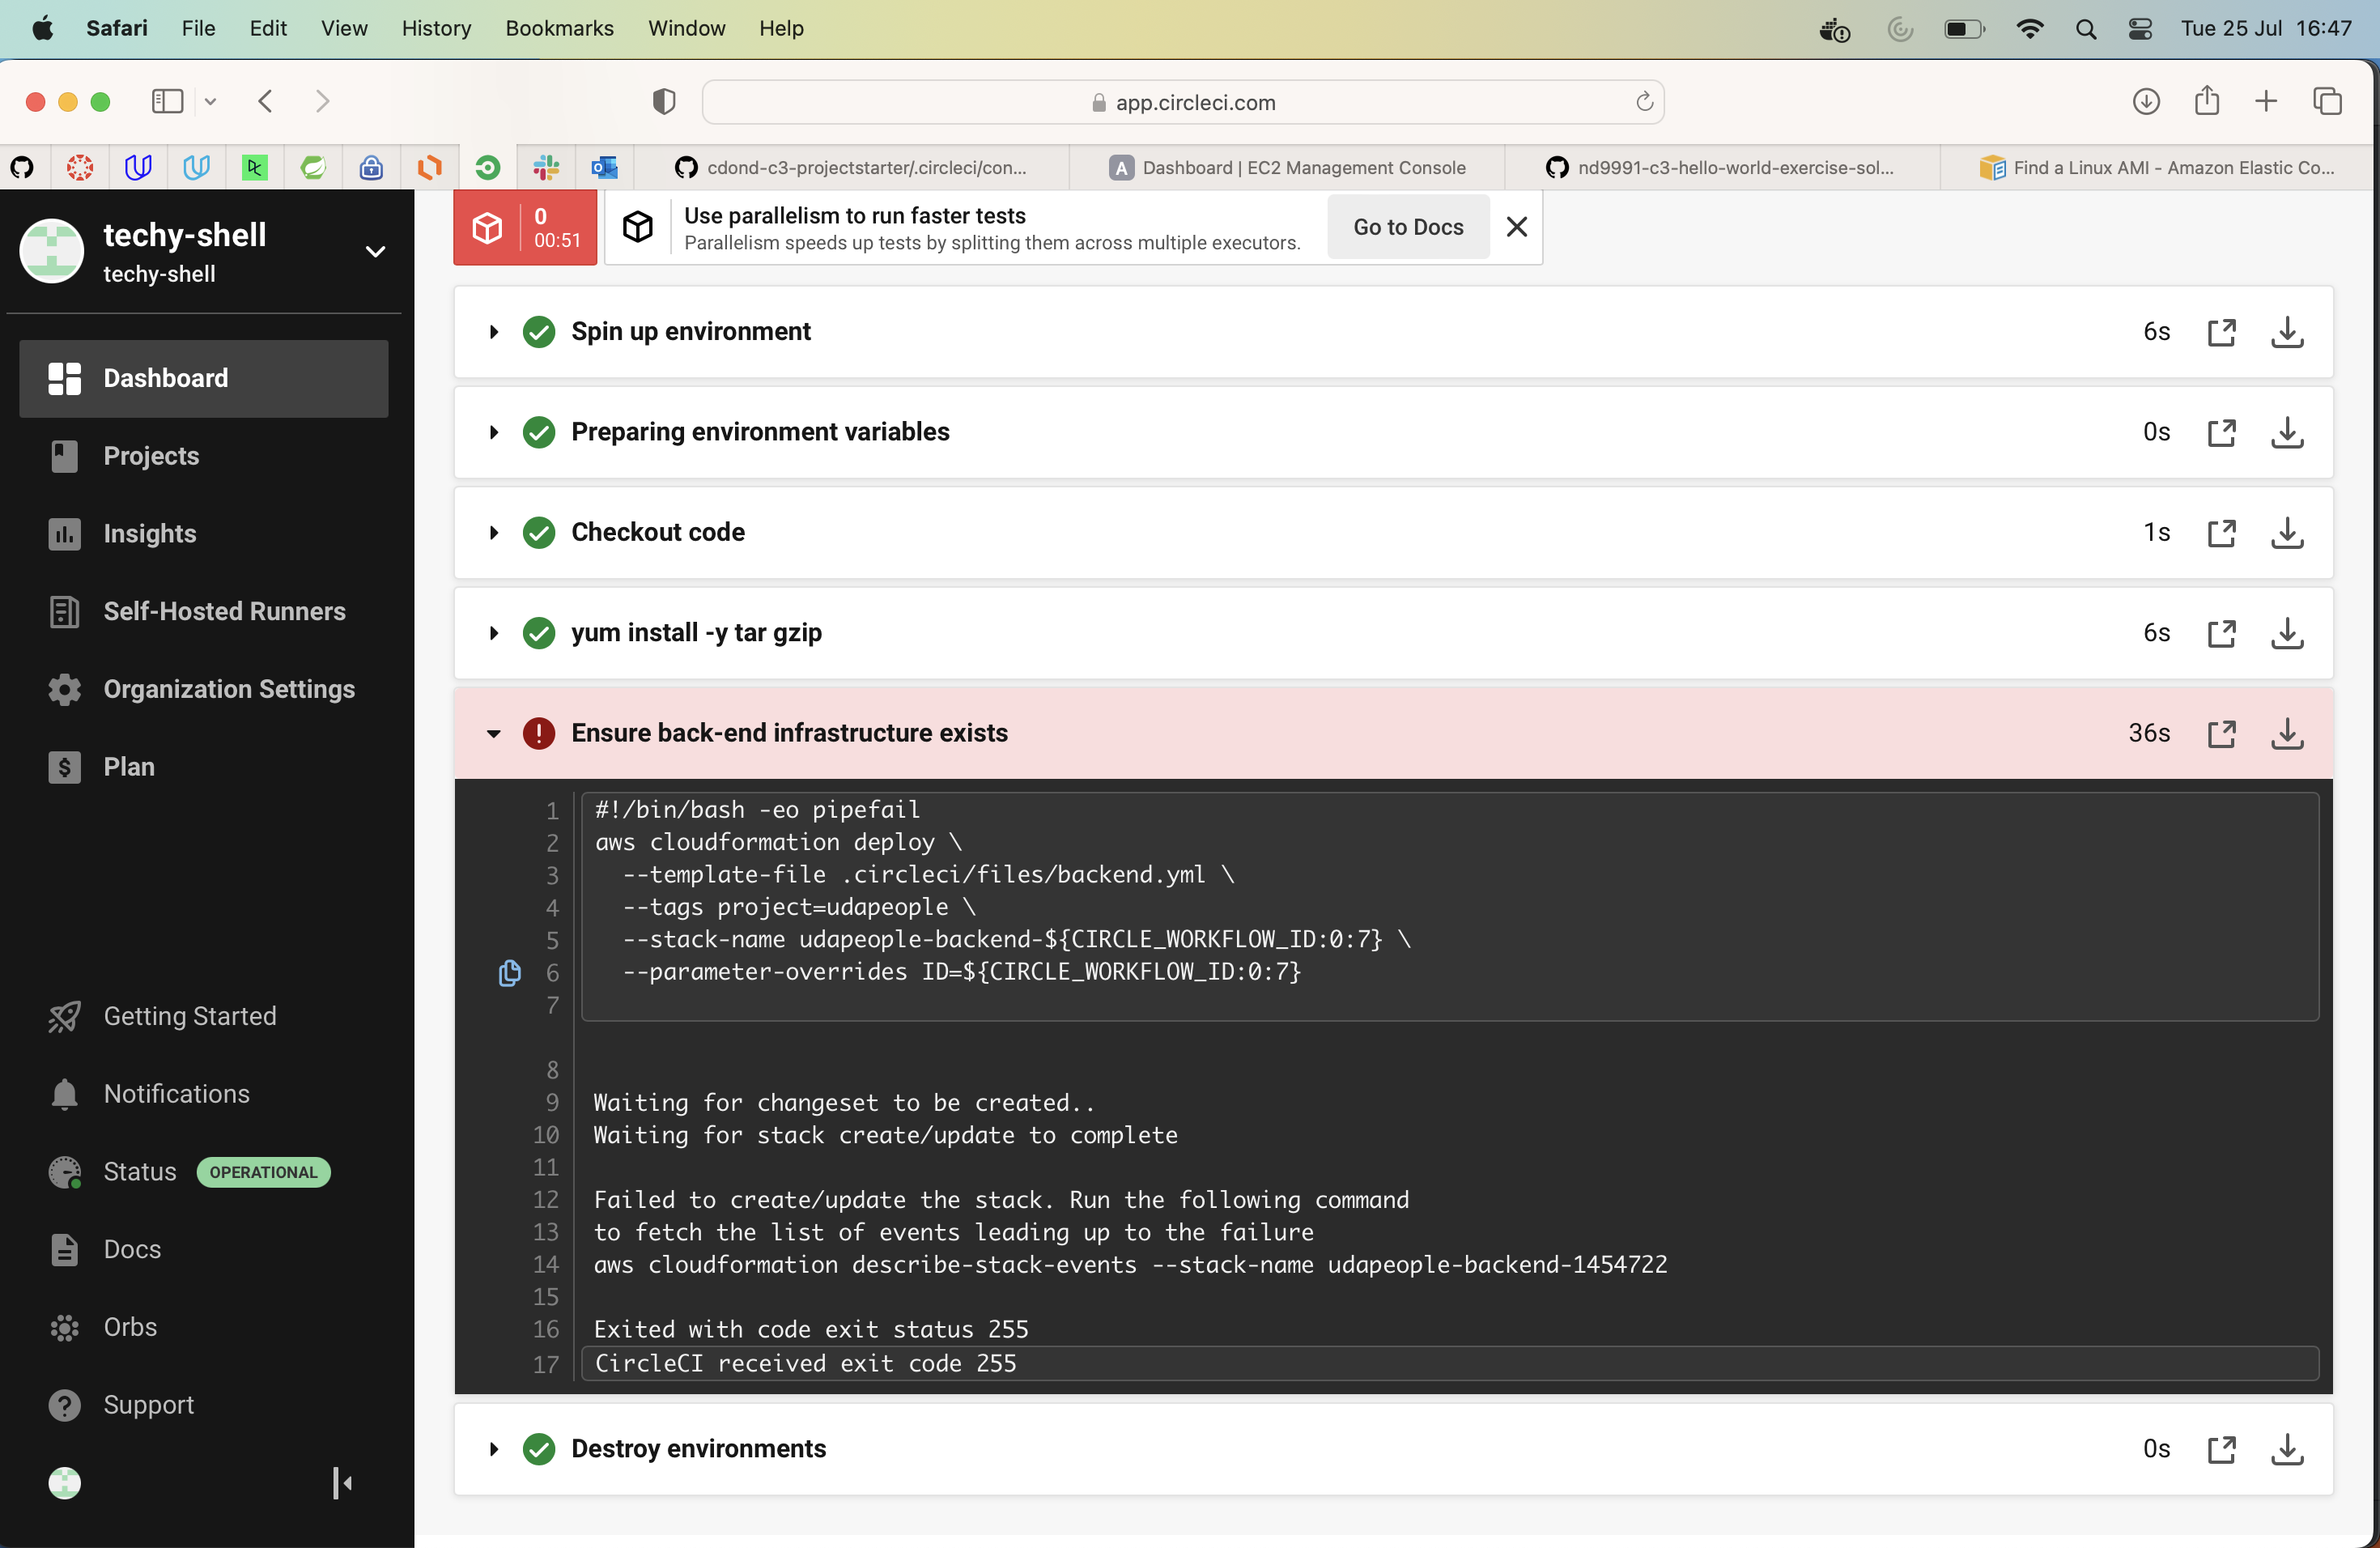 Safari File Edit View History Bookmarks Window Help Tue 25 Jul 16:47
app.circleci.com
cdond-c3-projectstarter/.circleci/con...
A Dashboard | EC2 Management Console
nd9991-c3-hello-world-exercise-sol...
Find a Linux AMI - Amazon Elastic Co...
techy-shell
techy-shell
Dashboard
Projects
Insights
Self-Hosted Runners
Organization Settings
Plan
Getting Started
Notifications
Status OPERATIONAL
Docs
Orbs
Support
0
00:51
Use parallelism to run faster tests
Parallelism speeds up tests by splitting them across multiple executors.
Go to Docs
Spin up environment 6s
Preparing environment variables 0s
Checkout code 1s
yum install -y tar gzip 6s
Ensure back-end infrastructure exists 36s
1 #!/bin/bash -eo pipefail
2 aws cloudformation deploy \
3 --template-file .circleci/files/backend.yml \
4 --tags project=udapeople \
5 --stack-name udapeople-backend-${CIRCLE_WORKFLOW_ID:0:7} \
6 --parameter-overrides ID=${CIRCLE_WORKFLOW_ID:0:7}
7
8
9 Waiting for changeset to be created..
10 Waiting for stack create/update to complete
11
12 Failed to create/update the stack. Run the following command
13 to fetch the list of events leading up to the failure
14 aws cloudformation describe-stack-events --stack-name udapeople-backend-1454722
15
16 Exited with code exit status 255
17 CircleCI received exit code 255
Destroy environments 0s